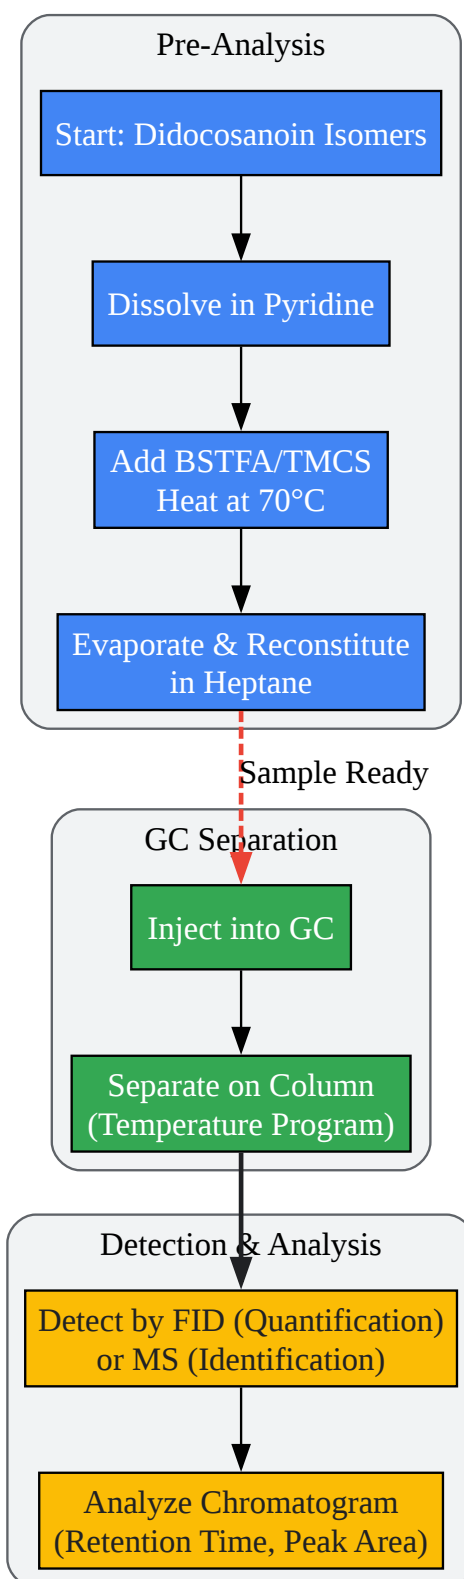 Pre-Analysis
Start: Didocosanoin Isomers
Dissolve in Pyridine
Add BSTFA/TMCS
Heat at 70°C
Evaporate & Reconstitute
in Heptane
Sample Ready
GC Separation
Inject into GC
Separate on Column
(Temperature Program)
Detection & Analysis
Detect by FID (Quantification)
or MS (Identification)
Analyze Chromatogram
(Retention Time, Peak Area)